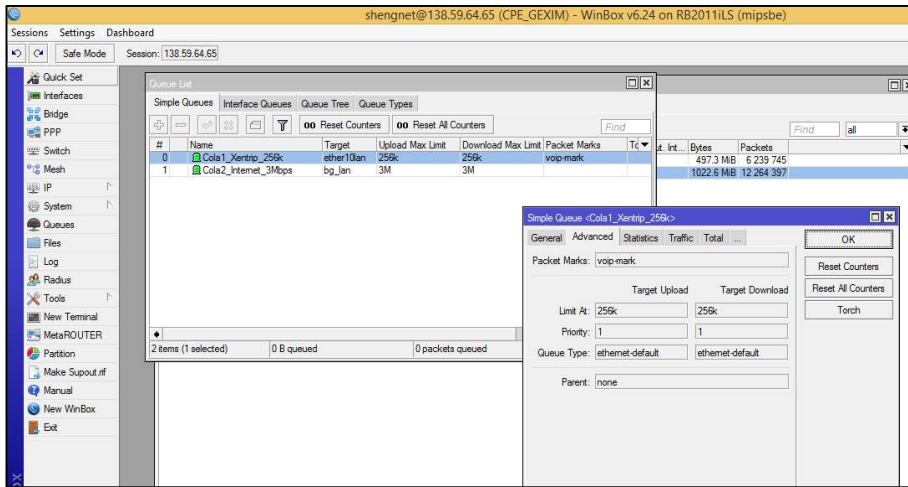 shengnet@138.59.64.65 (CPE_GEXIM) - WinBox v6.24 on RB2011iLS (mipsbe)
Sessions Settings Dashboard
Safe Mode Session: 138.59.64.65
Quick Set
Interfaces
Bridge
PPP
Switch
Mesh
IP
System
Queues
Files
Log
Radius
Tools
New Terminal
MetaROUTER
Partition
Make Supout.rif
Manual
New WinBox
Exit
Queue List
Simple Queues Interface Queues Queue Tree Queue Types
00 Reset Counters 00 Reset All Counters Find
# Name Target Upload Max Limit Download Max Limit Packet Marks
0 Cola1_Xentrip_256k ether10lan 256k 256k voip-mark
1 Cola2_Internet_3Mbps bg_lan 3M 3M
2 items (1 selected) 0 B queued 0 packets queued
Find all
ut. Int... Bytes Packets
497.3 MiB 6 239 745
1022.6 MiB 12 264 397
Simple Queue <Cola1_Xentrip_256k>
General Advanced Statistics Traffic Total ...
Packet Marks: voip-mark
Target Upload Target Download
Limit At: 256k 256k
Priority: 1 1
Queue Type: ethernet-default ethernet-default
Parent: none
OK
Reset Counters
Reset All Counters
Torch